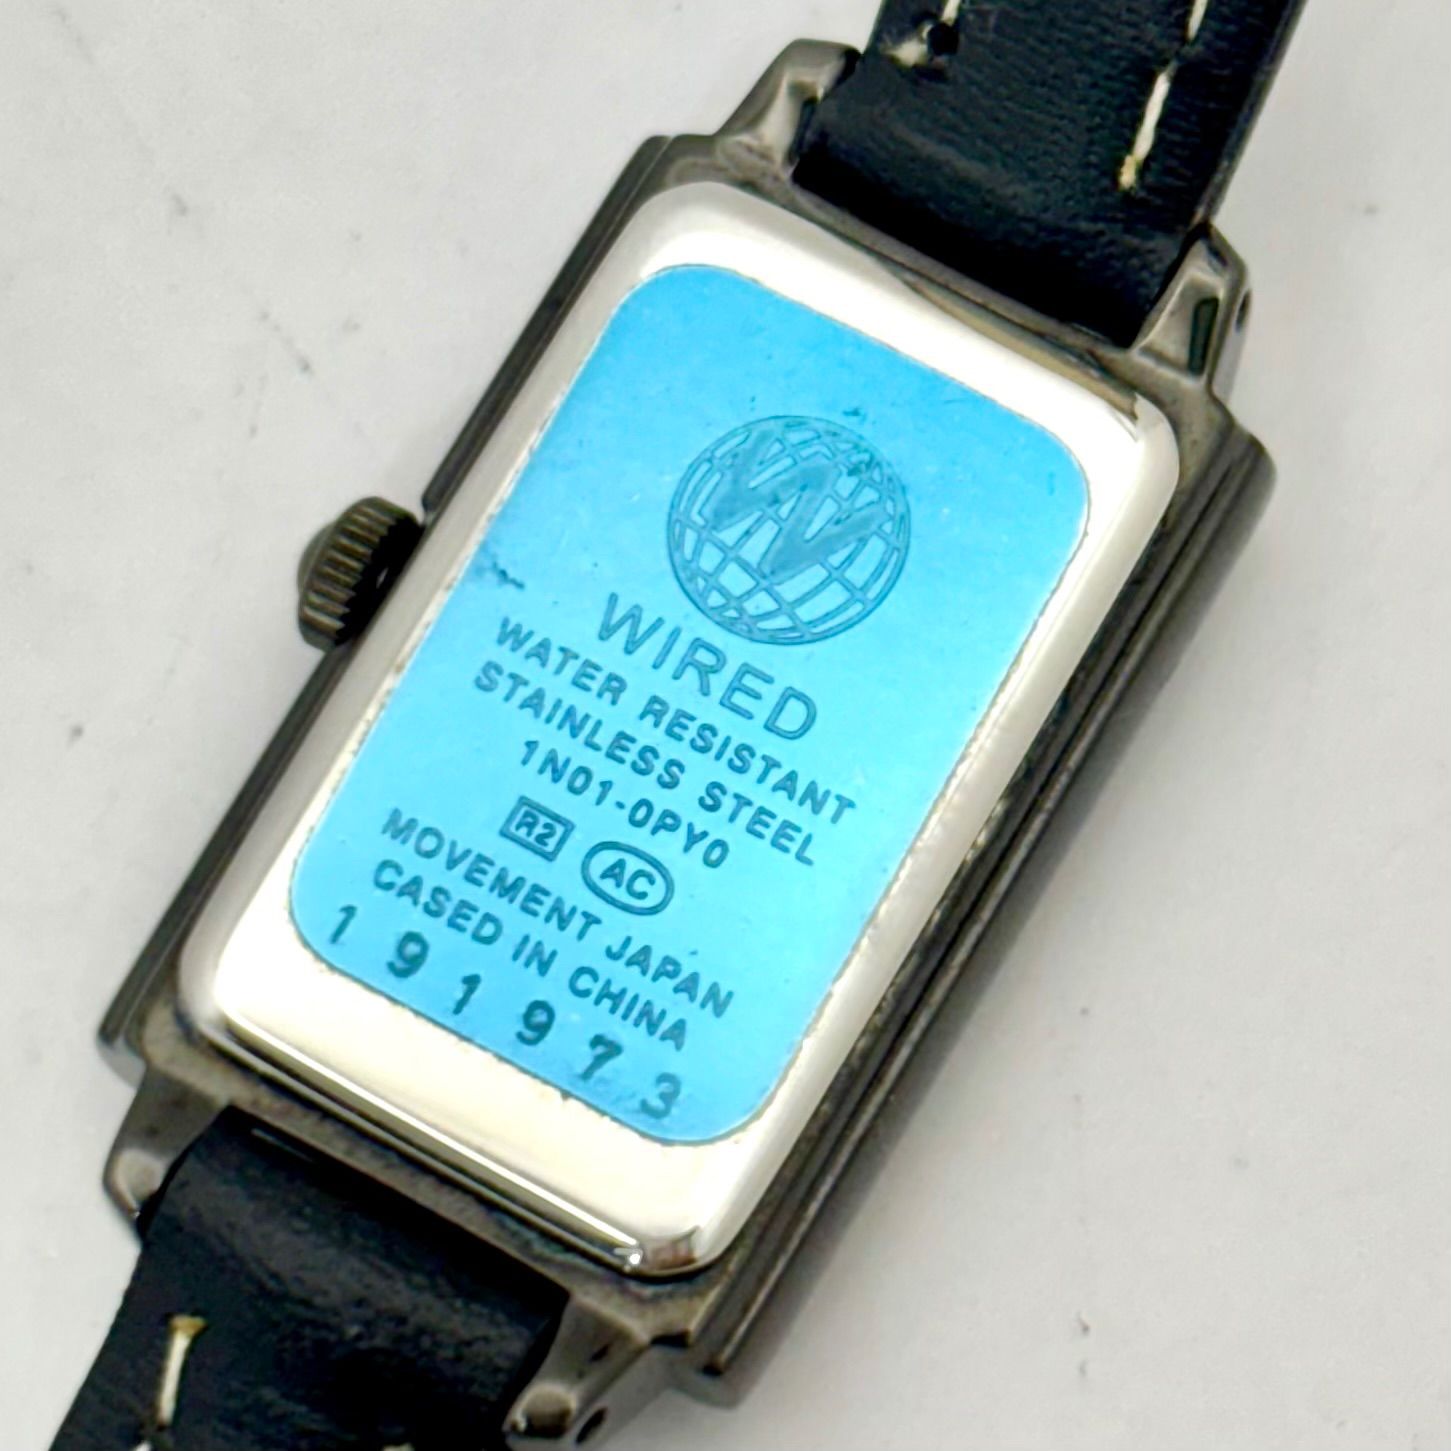 W
WIRED
WATER RESISTANT
STAINLESS STEEL
1N01-0PY0
R2 AC
MOVEMENT JAPAN
CASED IN CHINA
191973